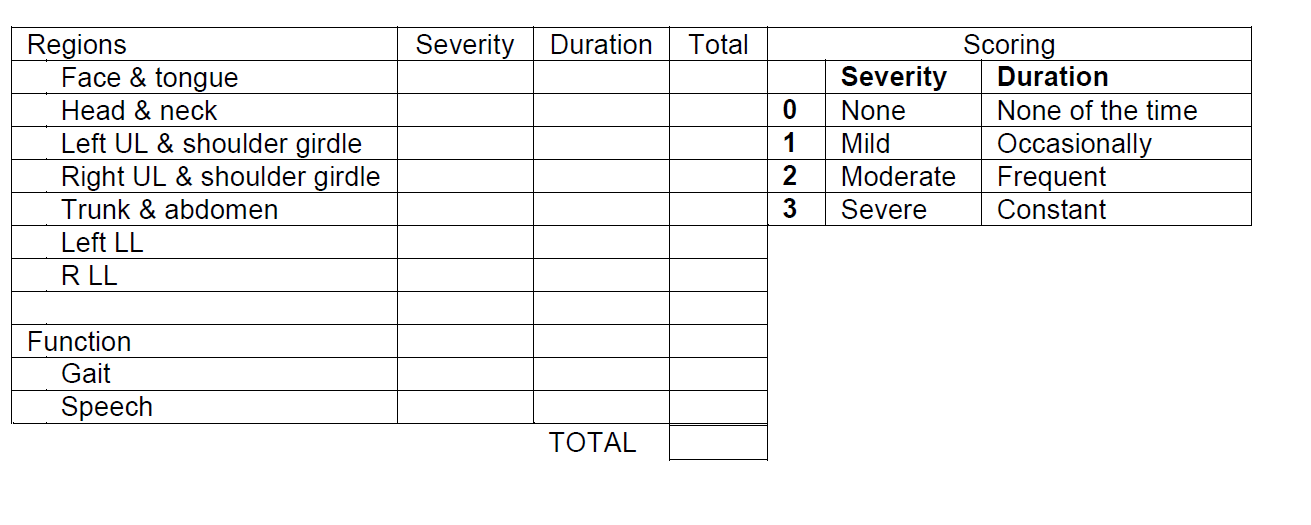 Regions Severity Duration Total Scoring
Face & tongue Severity Duration
Head & neck 0 None None of the time
Left UL & shoulder girdle 1 Mild Occasionally
Right UL & shoulder girdle 2 Moderate Frequent
Trunk & abdomen 3 Severe Constant
Left LL
R LL
Function
Gait
Speech
TOTAL